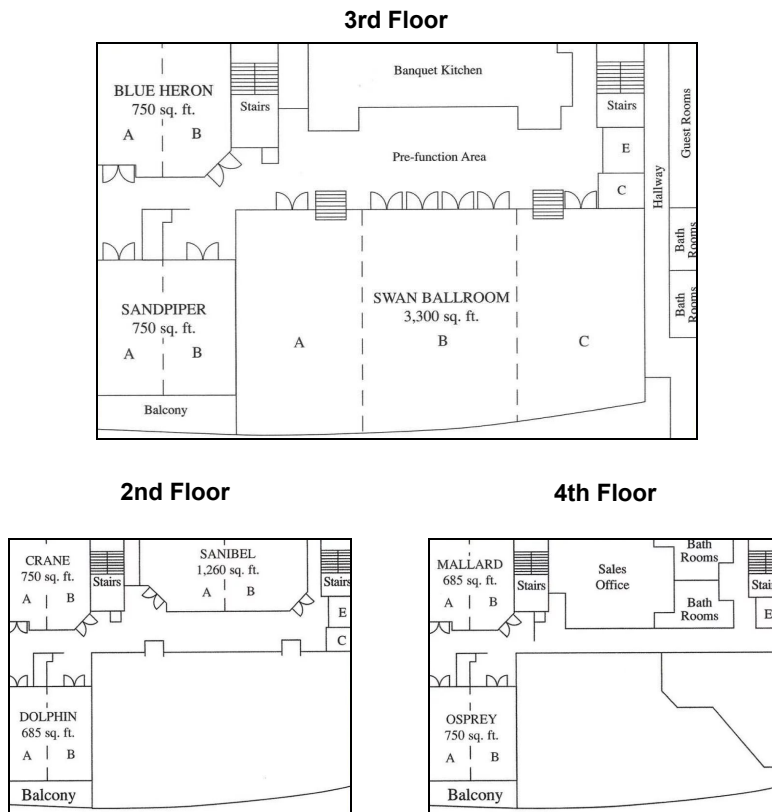 3rd Floor
Banquet Kitchen
BLUE HERON
750 sq. ft.
A B
Stairs
Stairs
Guest Rooms
Pre-function Area
E
C
Hallway
Bath
Rooms
SANDPIPER
750 sq. ft.
A B
SWAN BALLROOM
3,300 sq. ft.
A B C
Bath
Rooms
Balcony
2nd Floor
4th Floor
CRANE
750 sq. ft.
A B
Stairs
SANIBEL
1,260 sq. ft.
A B
Stairs
E
C
DOLPHIN
685 sq. ft.
A B
Balcony
MALLARD
685 sq. ft.
A B
Stairs
Sales
Office
Bath
Rooms
Bath
Rooms
Stai
E
OSPREY
750 sq. ft.
A B
Balcony